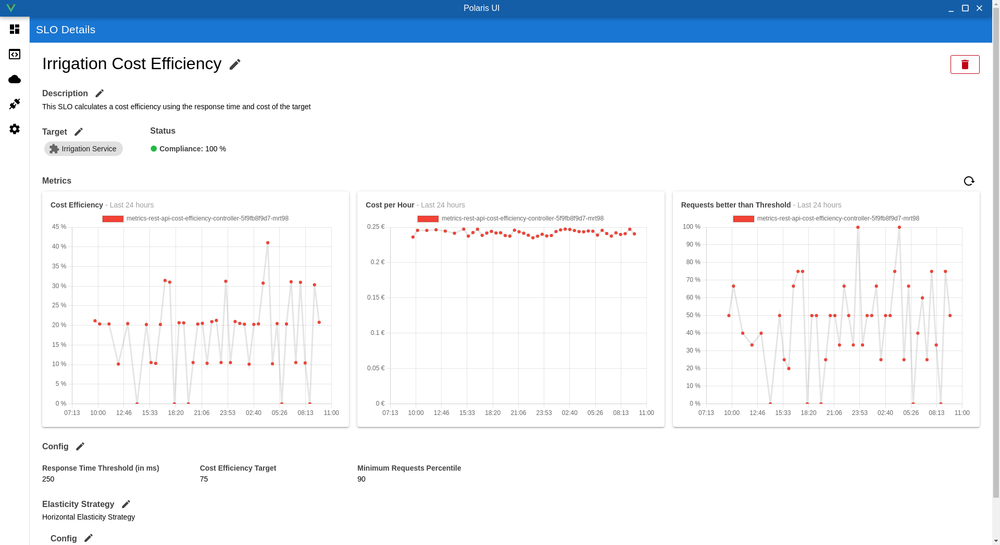 Polaris UI
SLO Details
Irrigation Cost Efficiency
Description
This SLO calculates a cost efficiency using the response time and cost of the target
Target
Status
Irrigation Service
Compliance: 100 %
Metrics
Cost Efficiency - Last 24 hours
metrics-rest-api-cost-efficiency-controller-5f9fb8f9d7-mrt98
45 %
40 %
35 %
30 %
25 %
20 %
15 %
10 %
5 %
0 %
07:13 10:00 12:46 15:33 18:20 21:06 23:53 02:40 05:26 08:13 11:00
Cost per Hour - Last 24 hours
metrics-rest-api-cost-efficiency-controller-5f9fb8f9d7-mrt98
0.25 €
0.2 €
0.15 €
0.1 €
0.05 €
0 €
07:13 10:00 12:46 15:33 18:20 21:06 23:53 02:40 05:26 08:13 11:00
Requests better than Threshold - Last 24 hours
metrics-rest-api-cost-efficiency-controller-5f9fb8f9d7-mrt98
100 %
90 %
80 %
70 %
60 %
50 %
40 %
30 %
20 %
10 %
0 %
07:13 10:00 12:46 15:33 18:20 21:06 23:53 02:40 05:26 08:13 11:00
Config
Response Time Threshold (in ms)
250
Cost Efficiency Target
75
Minimum Requests Percentile
90
Elasticity Strategy
Horizontal Elasticity Strategy
Config